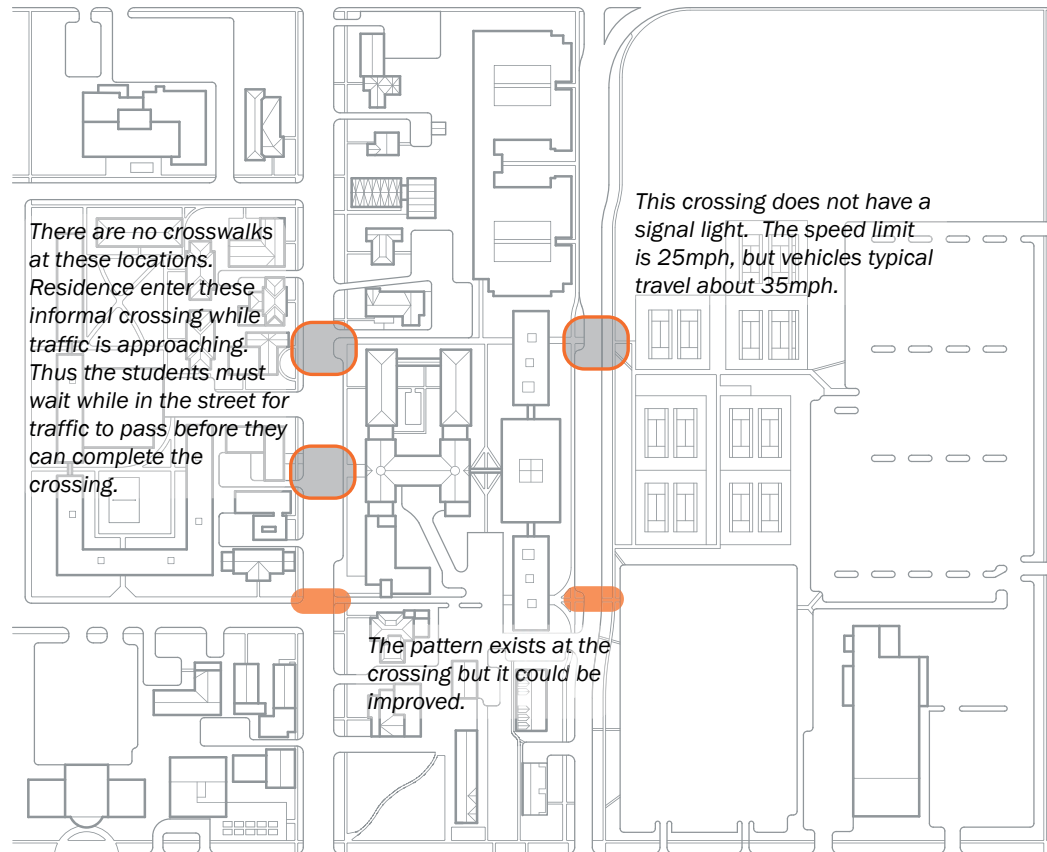 There are no crosswalks
at these locations.
Residence enter these
informal crossing while
traffic is approaching.
Thus the students must
wait while in the street for
traffic to pass before they
can complete the
crossing.
This crossing does not have a
signal light. The speed limit
is 25mph, but vehicles typical
travel about 35mph.
The pattern exists at the
crossing but it could be
improved.